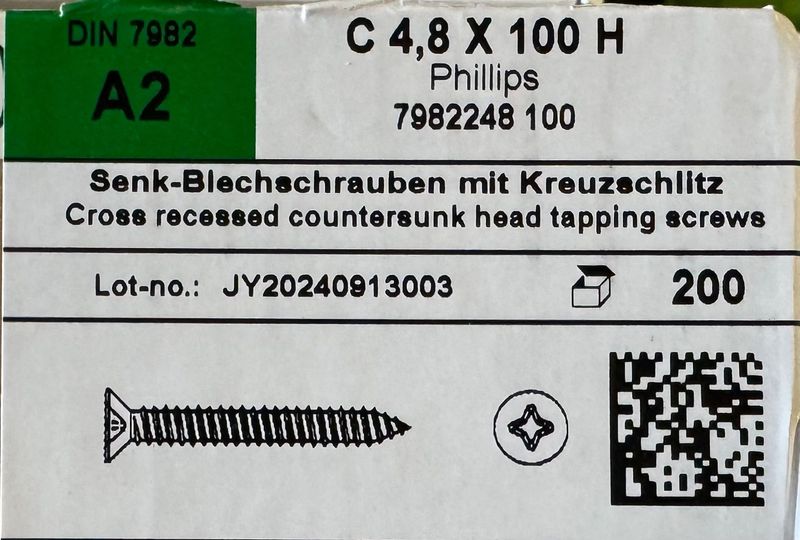 DIN 7982
A2
C 4,8 X 100 H
Phillips
7982248 100
Senk-Blechschrauben mit Kreuzschlitz
Cross recessed countersunk head tapping screws
Lot-no.: JY20240913003
200